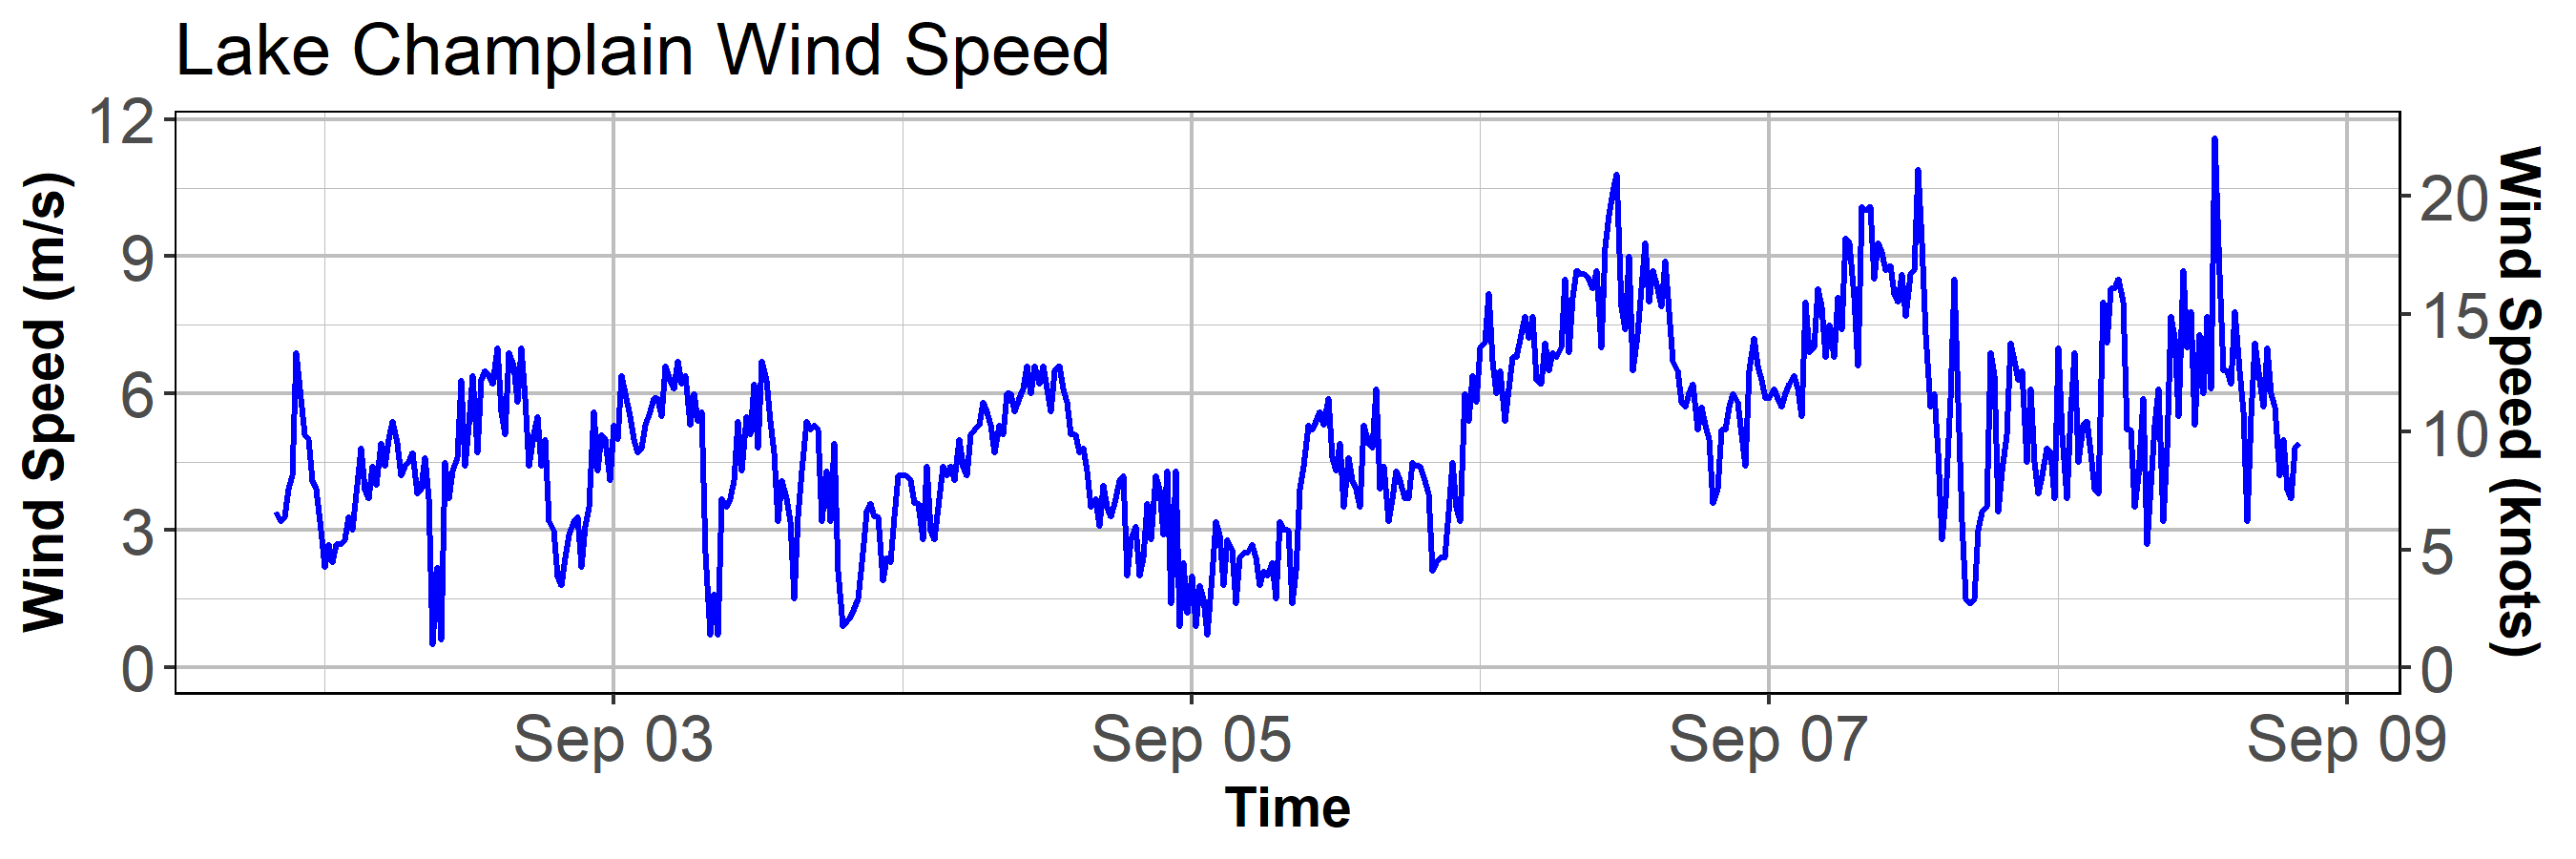 Lake Champlain Wind Speed
Wind Speed (m/s)
12
9
6
3
0
20
15
10
5
0
Wind Speed (knots)
Sep 03
Sep 05
Sep 07
Sep 09
Time